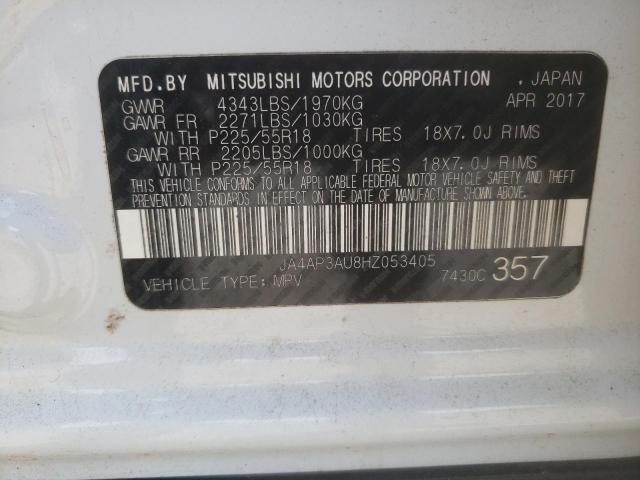 MFD.BY MITSUBISHI MOTORS CORPORATION . JAPAN
GVWR 4343LBS/1970KG APR 2017
GAWR FR 2271LBS/1030KG
WITH P225/55R18 TIRES 18X7.0J RIMS
GAWR RR 2205LBS/1000KG
WITH P225/55R18 TIRES 18X7.0J RIMS
THIS VEHICLE CONFORMS TO ALL APPLICABLE FEDERAL MOTOR VEHICLE SAFETY AND THEFT
PREVENTION STANDARDS IN EFFECT ON THE DATE OF MANUFACTURE SHOWN ABOVE.
JA4AP3AU8HZ053405
VEHICLE TYPE: MPV 7430C 357